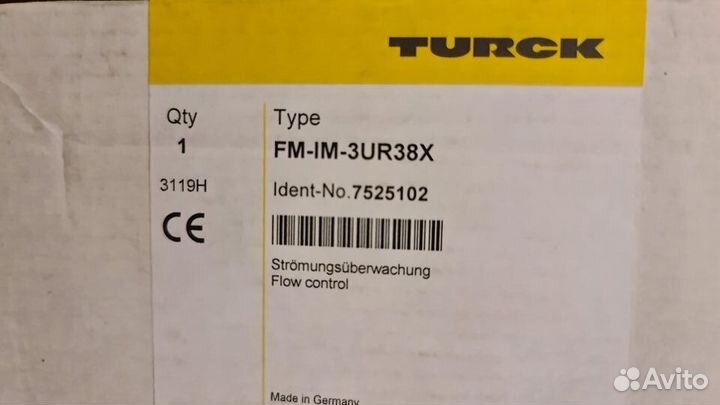 TURCK
Qty
1
3119H
CE
Type
FM-IM-3UR38X
Ident-No.7525102
Strömungsüberwachung
Flow control
Made in Germany
Avito